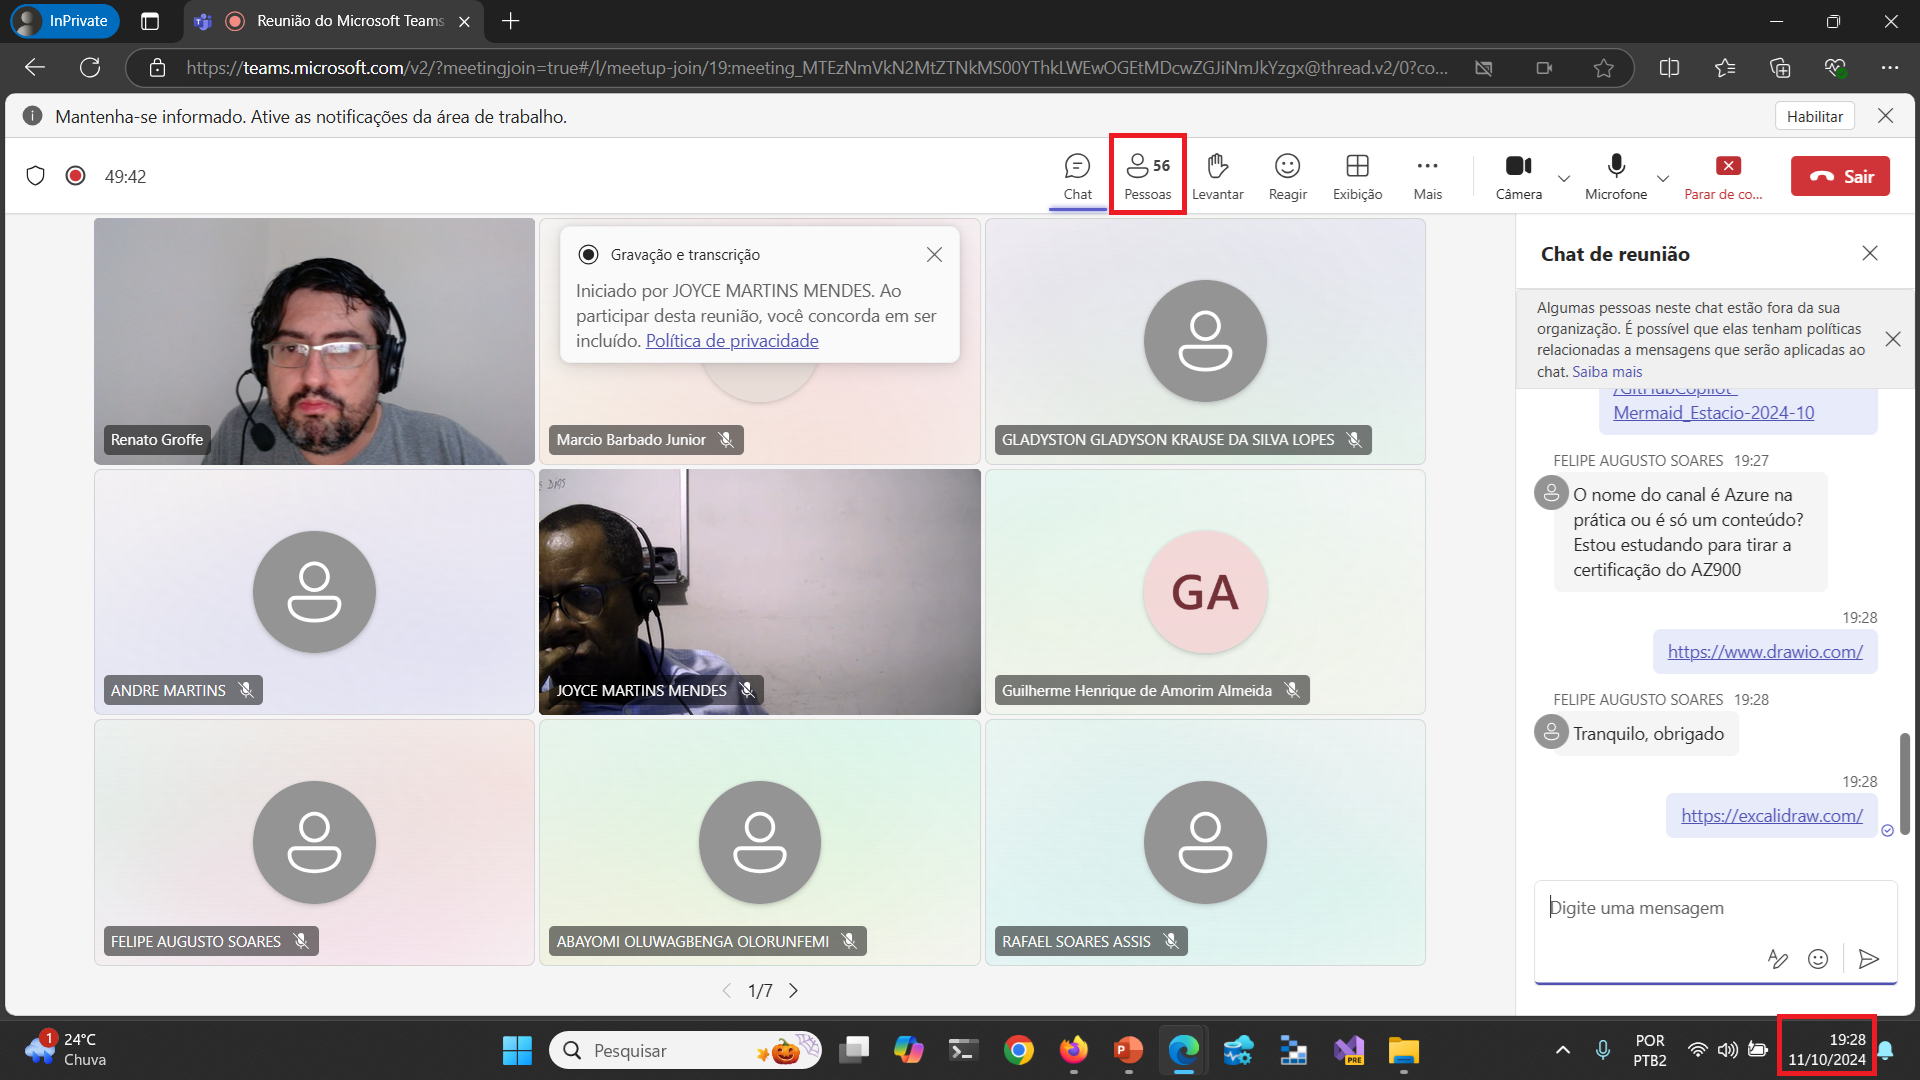 InPrivate
Reunião do Microsoft Teams
https://teams.microsoft.com/v2/?meetingjoin=true#/l/meetup-join/19:meeting_MTEzNmVkN2MtZTNkMS00YThkLWEwOGEtMDcwZGJiNmJkYzgx@thread.v2/0?co...
Mantenha-se informado. Ative as notificações da área de trabalho.
Habilitar
49:42
Chat
56
Pessoas
Levantar
Reagir
Exibição
Mais
Câmera
Microfone
Parar de co...
Sair
Gravação e transcrição
Iniciado por JOYCE MARTINS MENDES. Ao
participar desta reunião, você concorda em ser
incluído. Política de privacidade
Renato Groffe
Marcio Barbado Junior
GLADYSTON GLADYSON KRAUSE DA SILVA LOPES
ANDRE MARTINS
JOYCE MARTINS MENDES
GA
Guilherme Henrique de Amorim Almeida
FELIPE AUGUSTO SOARES
ABAYOMI OLUWAGBENGA OLORUNFEMI
RAFAEL SOARES ASSIS
1/7
Chat de reunião
Algumas pessoas neste chat estão fora da sua
organização. É possível que elas tenham políticas
relacionadas a mensagens que serão aplicadas ao
chat. Saiba mais
/GitHubCopilot-
Mermaid_Estacio-2024-10
FELIPE AUGUSTO SOARES 19:27
O nome do canal é Azure na
prática ou é só um conteúdo?
Estou estudando para tirar a
certificação do AZ900
19:28
https://www.drawio.com/
FELIPE AUGUSTO SOARES 19:28
Tranquilo, obrigado
19:28
https://excalidraw.com/
Digite uma mensagem
1
24°C
Chuva
Pesquisar
PRE
POR
PTB2
19:28
11/10/2024